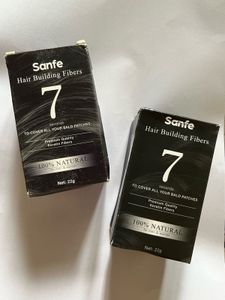 Sanfe
Hair Building Fibers
7
seconds
TO COVER ALL YOUR BALD PATCHES
Premium Quality
Keratin Fibers
100% NATURAL
Net: 22g
Sanfe
Hair Building Fibers
7
seconds
TO COVER ALL YOUR BALD PATCHES
Premium Quality
Keratin Fibers
100% NATURAL
Net: 22g